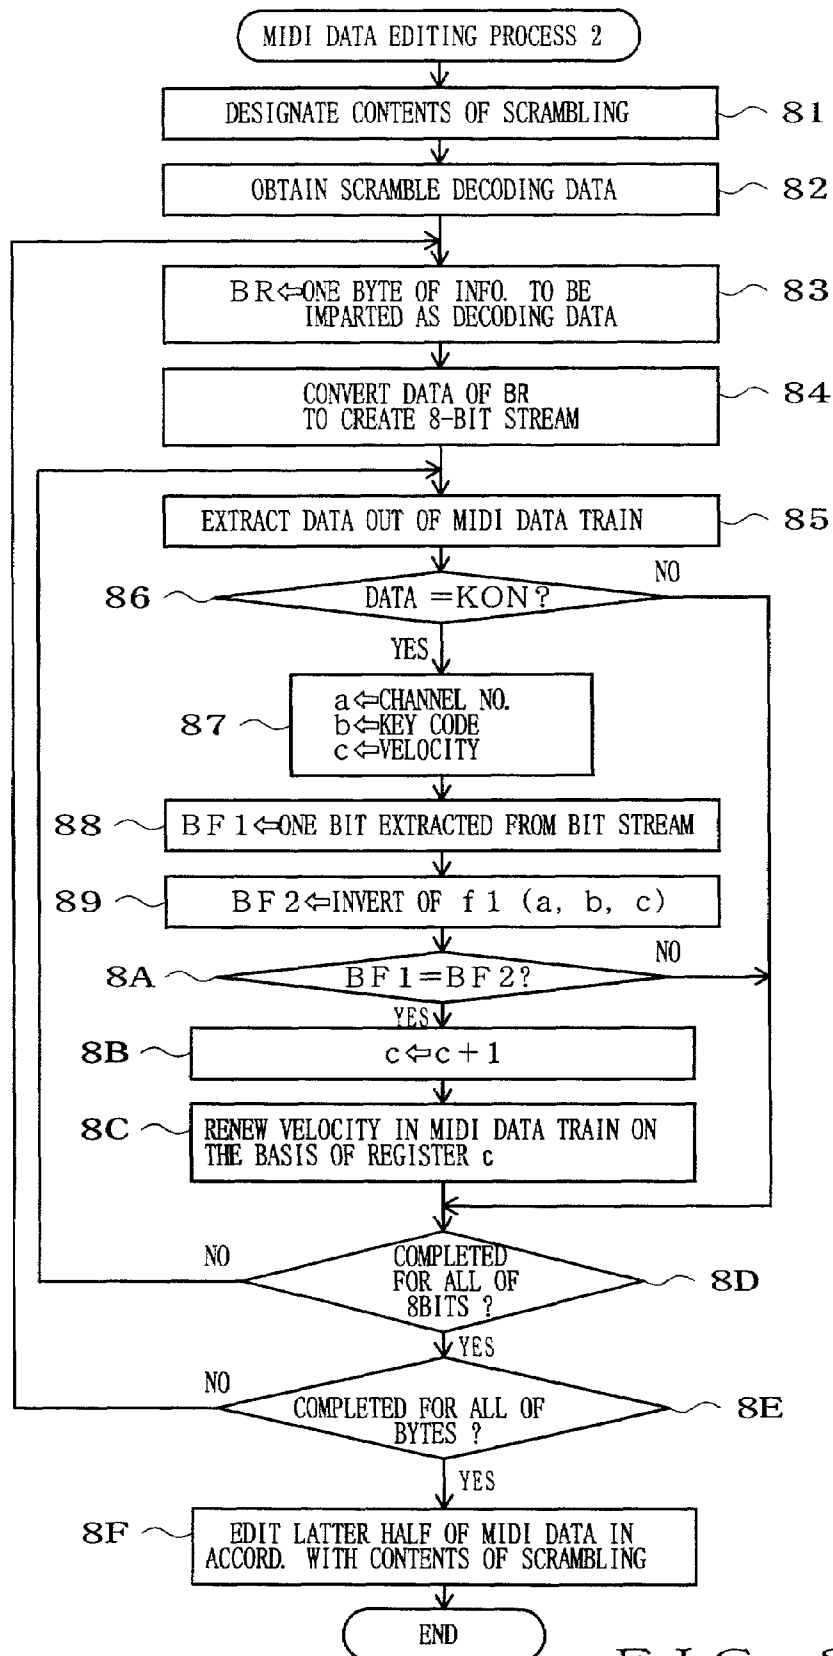 MIDI DATA EDITING PROCESS 2
DESIGNATE CONTENTS OF SCRAMBLING
81
OBTAIN SCRAMBLE DECODING DATA
82
BR⇦ONE BYTE OF INFO. TO BE
IMPARTED AS DECODING DATA
83
CONVERT DATA OF BR
TO CREATE 8-BIT STREAM
84
EXTRACT DATA OUT OF MIDI DATA TRAIN
85
86
DATA =KON?
NO
YES
87
a⇦CHANNEL NO.
b⇦KEY CODE
c⇦VELOCITY
88
BF1⇦ONE BIT EXTRACTED FROM BIT STREAM
89
BF2⇦INVERT OF f1 (a, b, c)
8A
BF1=BF2?
NO
YES
8B
c⇦c+1
8C
RENEW VELOCITY IN MIDI DATA TRAIN ON
THE BASIS OF REGISTER c
NO
COMPLETED
FOR ALL OF
8BITS ?
8D
YES
NO
COMPLETED FOR ALL OF
BYTES ?
8E
YES
8F
EDIT LATTER HALF OF MIDI DATA IN
ACCORD. WITH CONTENTS OF SCRAMBLING
END